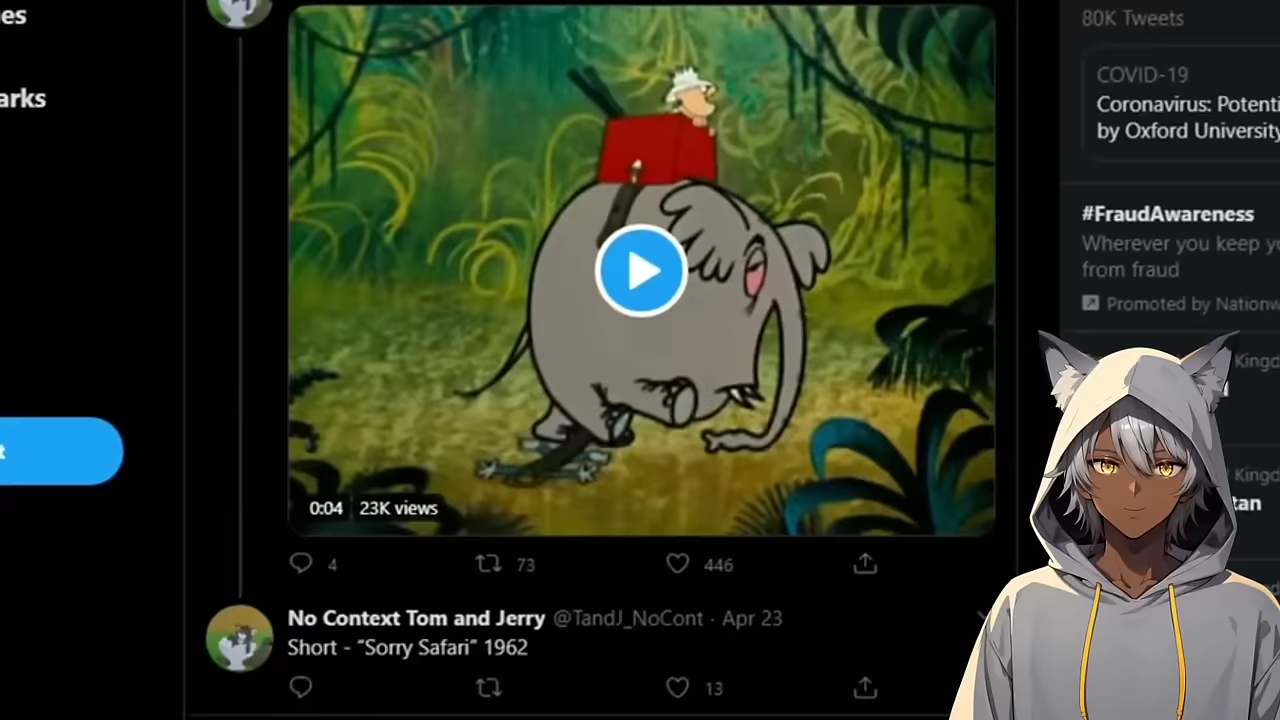 es
arks
t
0:04 23K views
4 73 446
No Context Tom and Jerry @TandJ_NoCont · Apr 23
Short - “Sorry Safari” 1962
13
80K Tweets
COVID-19
Coronavirus: Potenti
by Oxford University
#FraudAwareness
Wherever you keep yo
from fraud
Promoted by Nationw
Kingd
Kingd
tan